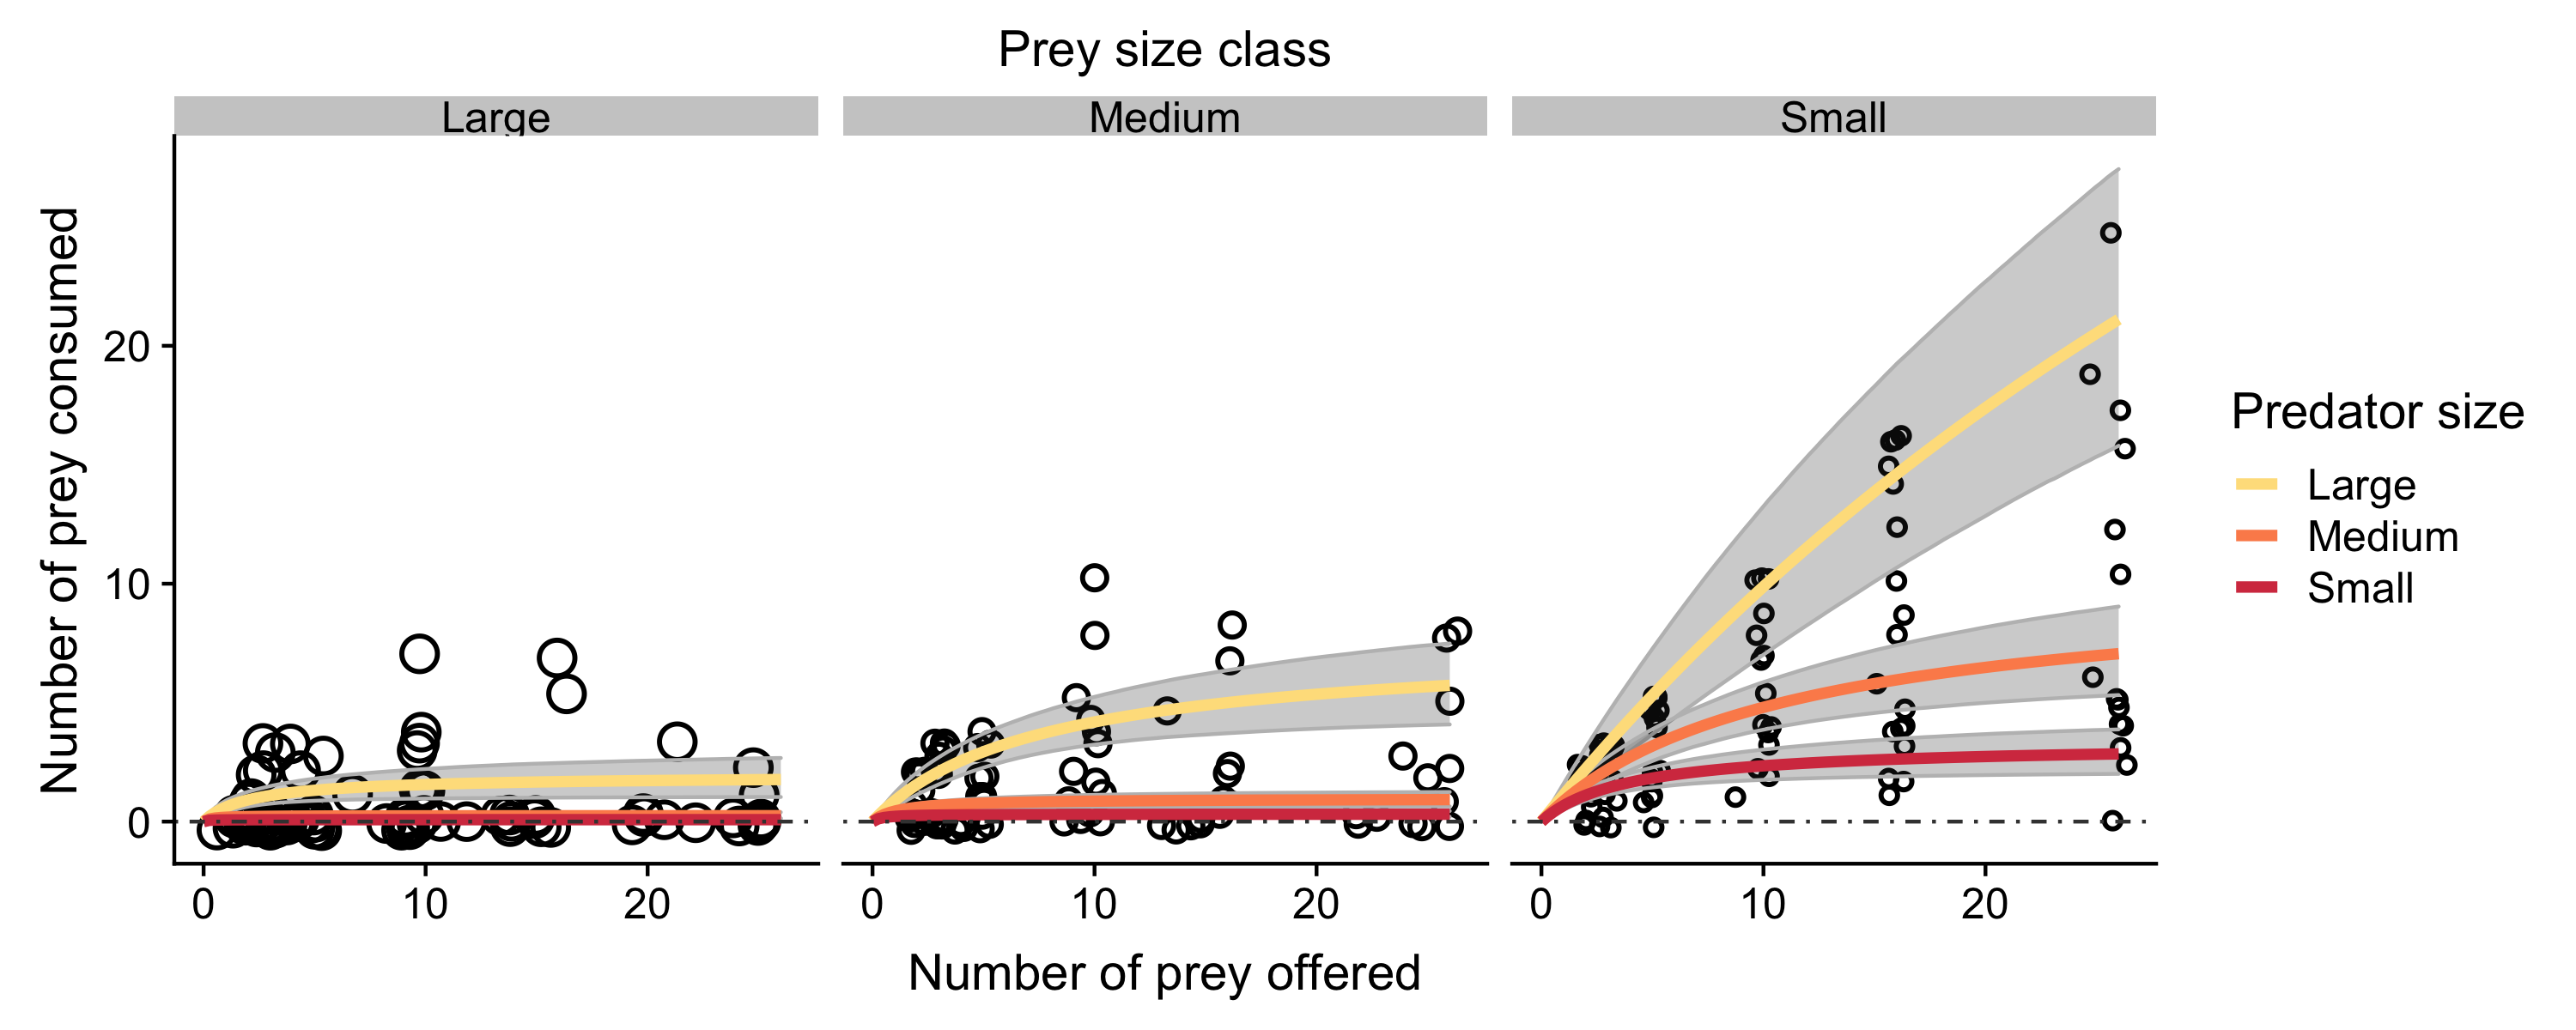 Prey size class
Large Medium Small
Number of prey consumed
20
10
0
0 10 20 0 10 20 0 10 20
Number of prey offered
Predator size
Large
Medium
Small